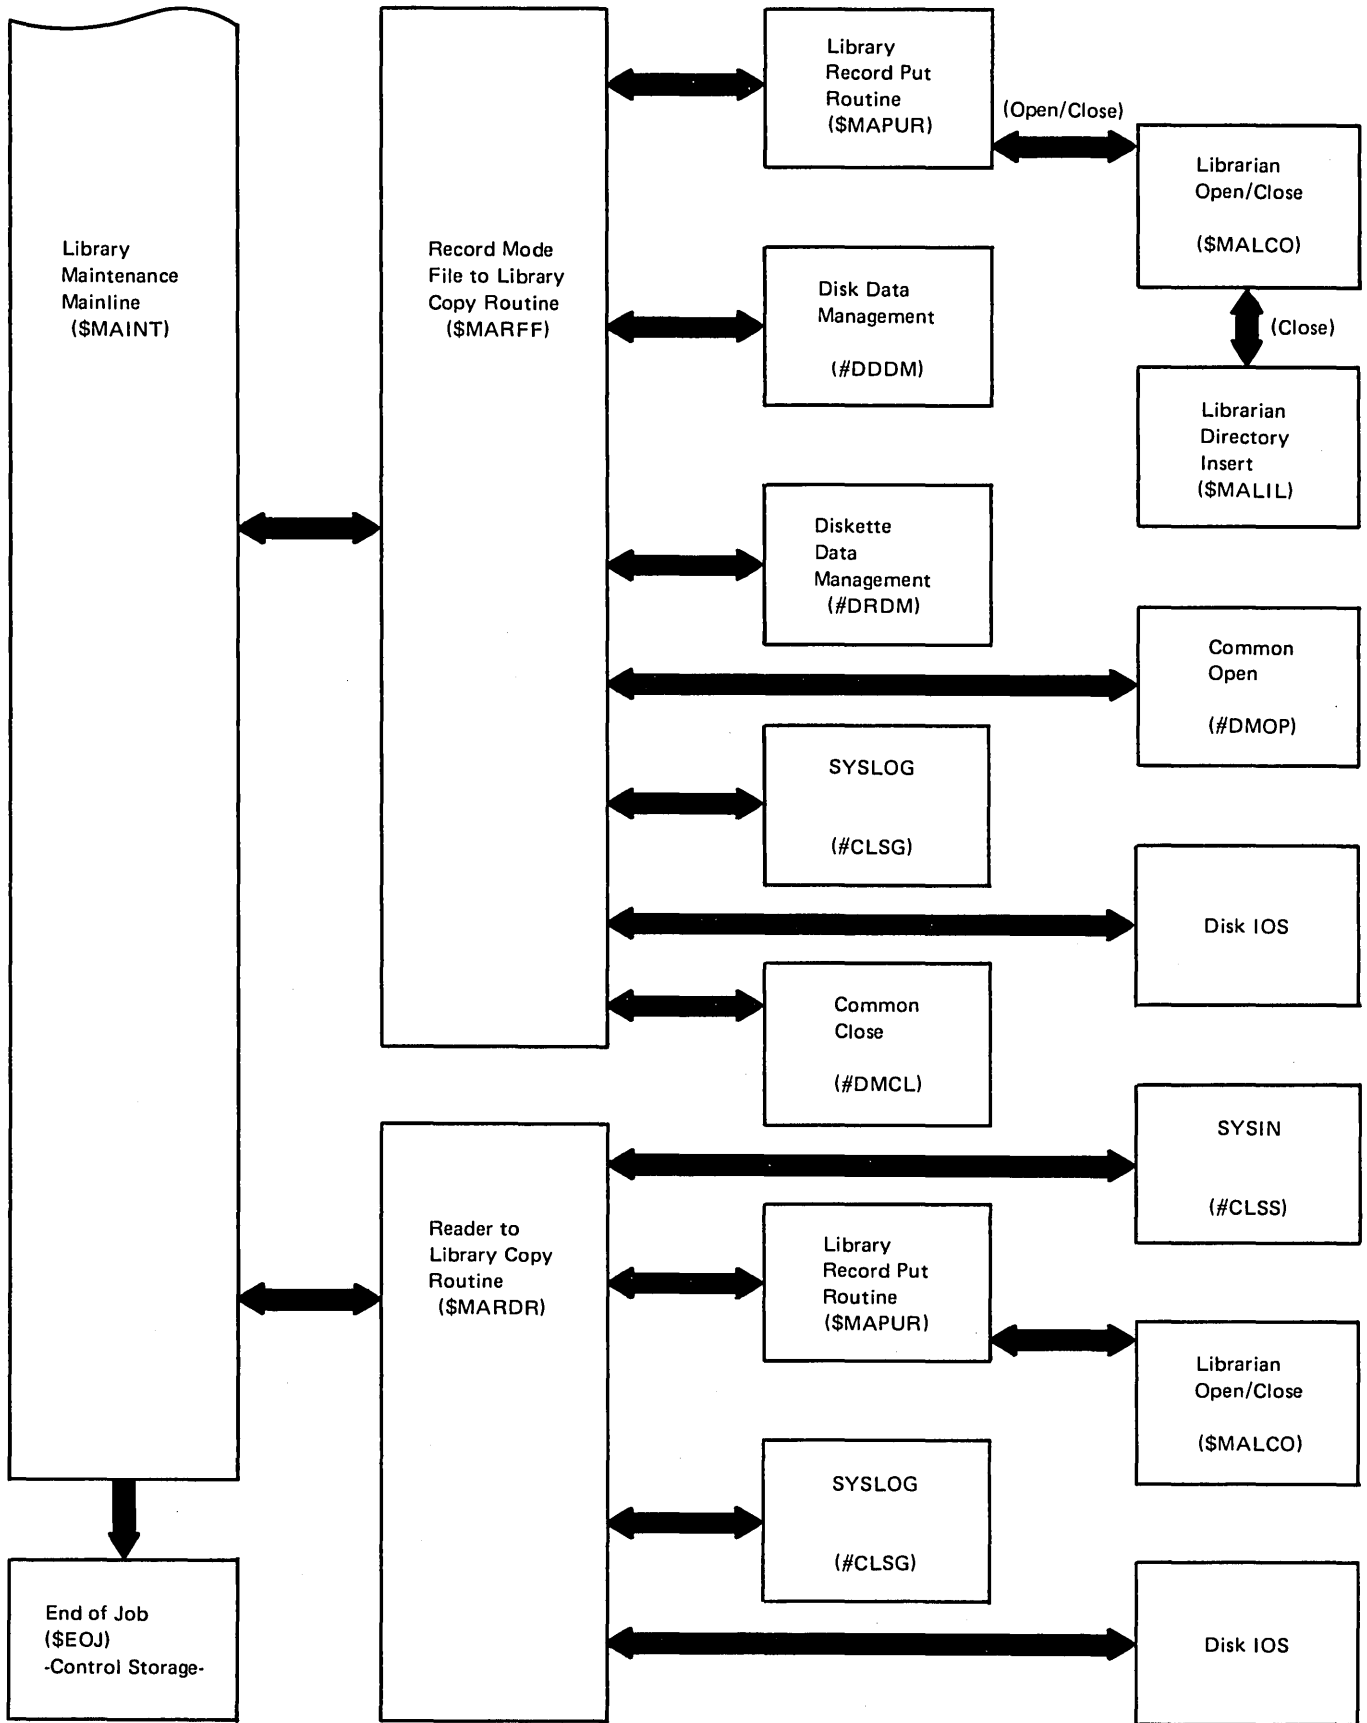 Library
Maintenance
Mainline
($MAINT)
Record Mode
File to Library
Copy Routine
($MARFF)
Library
Record Put
Routine
($MAPUR)
(Open/Close)
Librarian
Open/Close
($MALCO)
(Close)
Librarian
Directory
Insert
($MALIL)
Disk Data
Management
(#DDDM)
Diskette
Data
Management
(#DRDM)
Common
Open
(#DMOP)
SYSLOG
(#CLSG)
Disk IOS
Common
Close
(#DMCL)
Reader to
Library Copy
Routine
($MARDR)
SYSIN
(#CLSS)
Library
Record Put
Routine
($MAPUR)
Librarian
Open/Close
($MALCO)
SYSLOG
(#CLSG)
Disk IOS
End of Job
($EOJ)
-Control Storage-